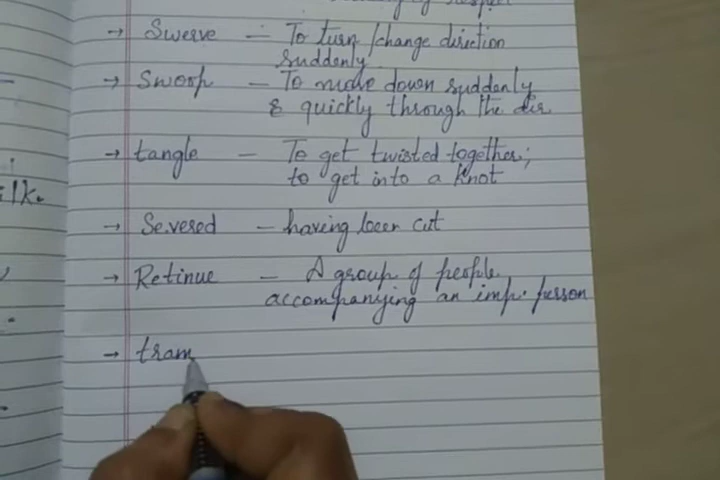 → Swerve – To turn/change direction
suddenly
→ Swoop – To move down suddenly
& quickly through the air
→ tangle – To get twisted together;
to get into a knot
ilk.
→ Severed – having been cut
→ Retinue – A group of people
accompanying an imp. person
→ tram